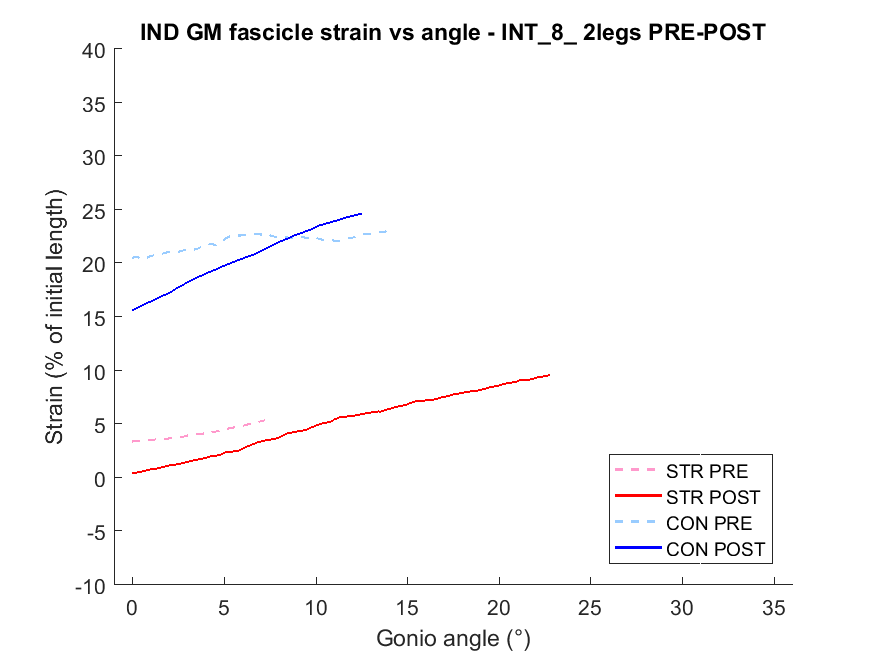 IND GM fascicle strain vs angle - INT_8_ 2legs PRE-POST
40
35
30
25
20
15
10
5
0
-5
-10
Strain (% of initial length)
0 5 10 15 20 25 30 35
Gonio angle (°)
STR PRE
STR POST
CON PRE
CON POST